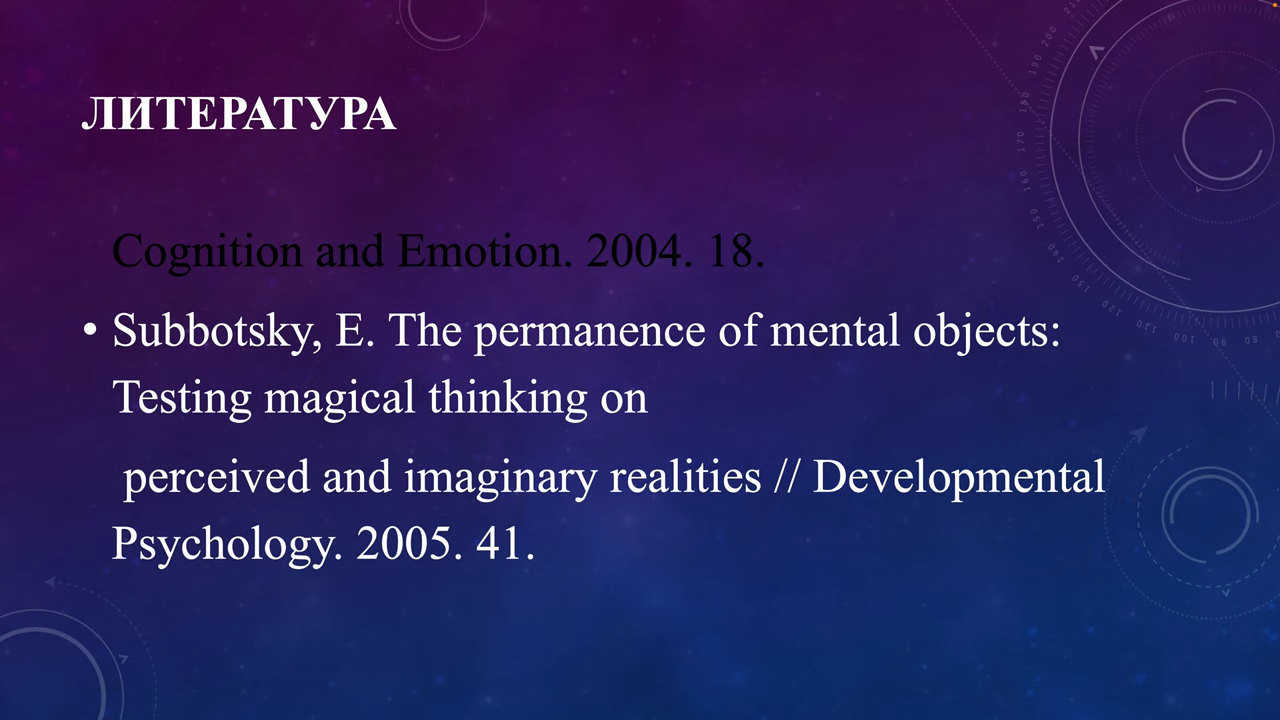 ЛИТЕРАТУРА
Cognition and Emotion. 2004. 18.
• Subbotsky, E. The permanence of mental objects:
Testing magical thinking on
perceived and imaginary realities // Developmental
Psychology. 2005. 41.